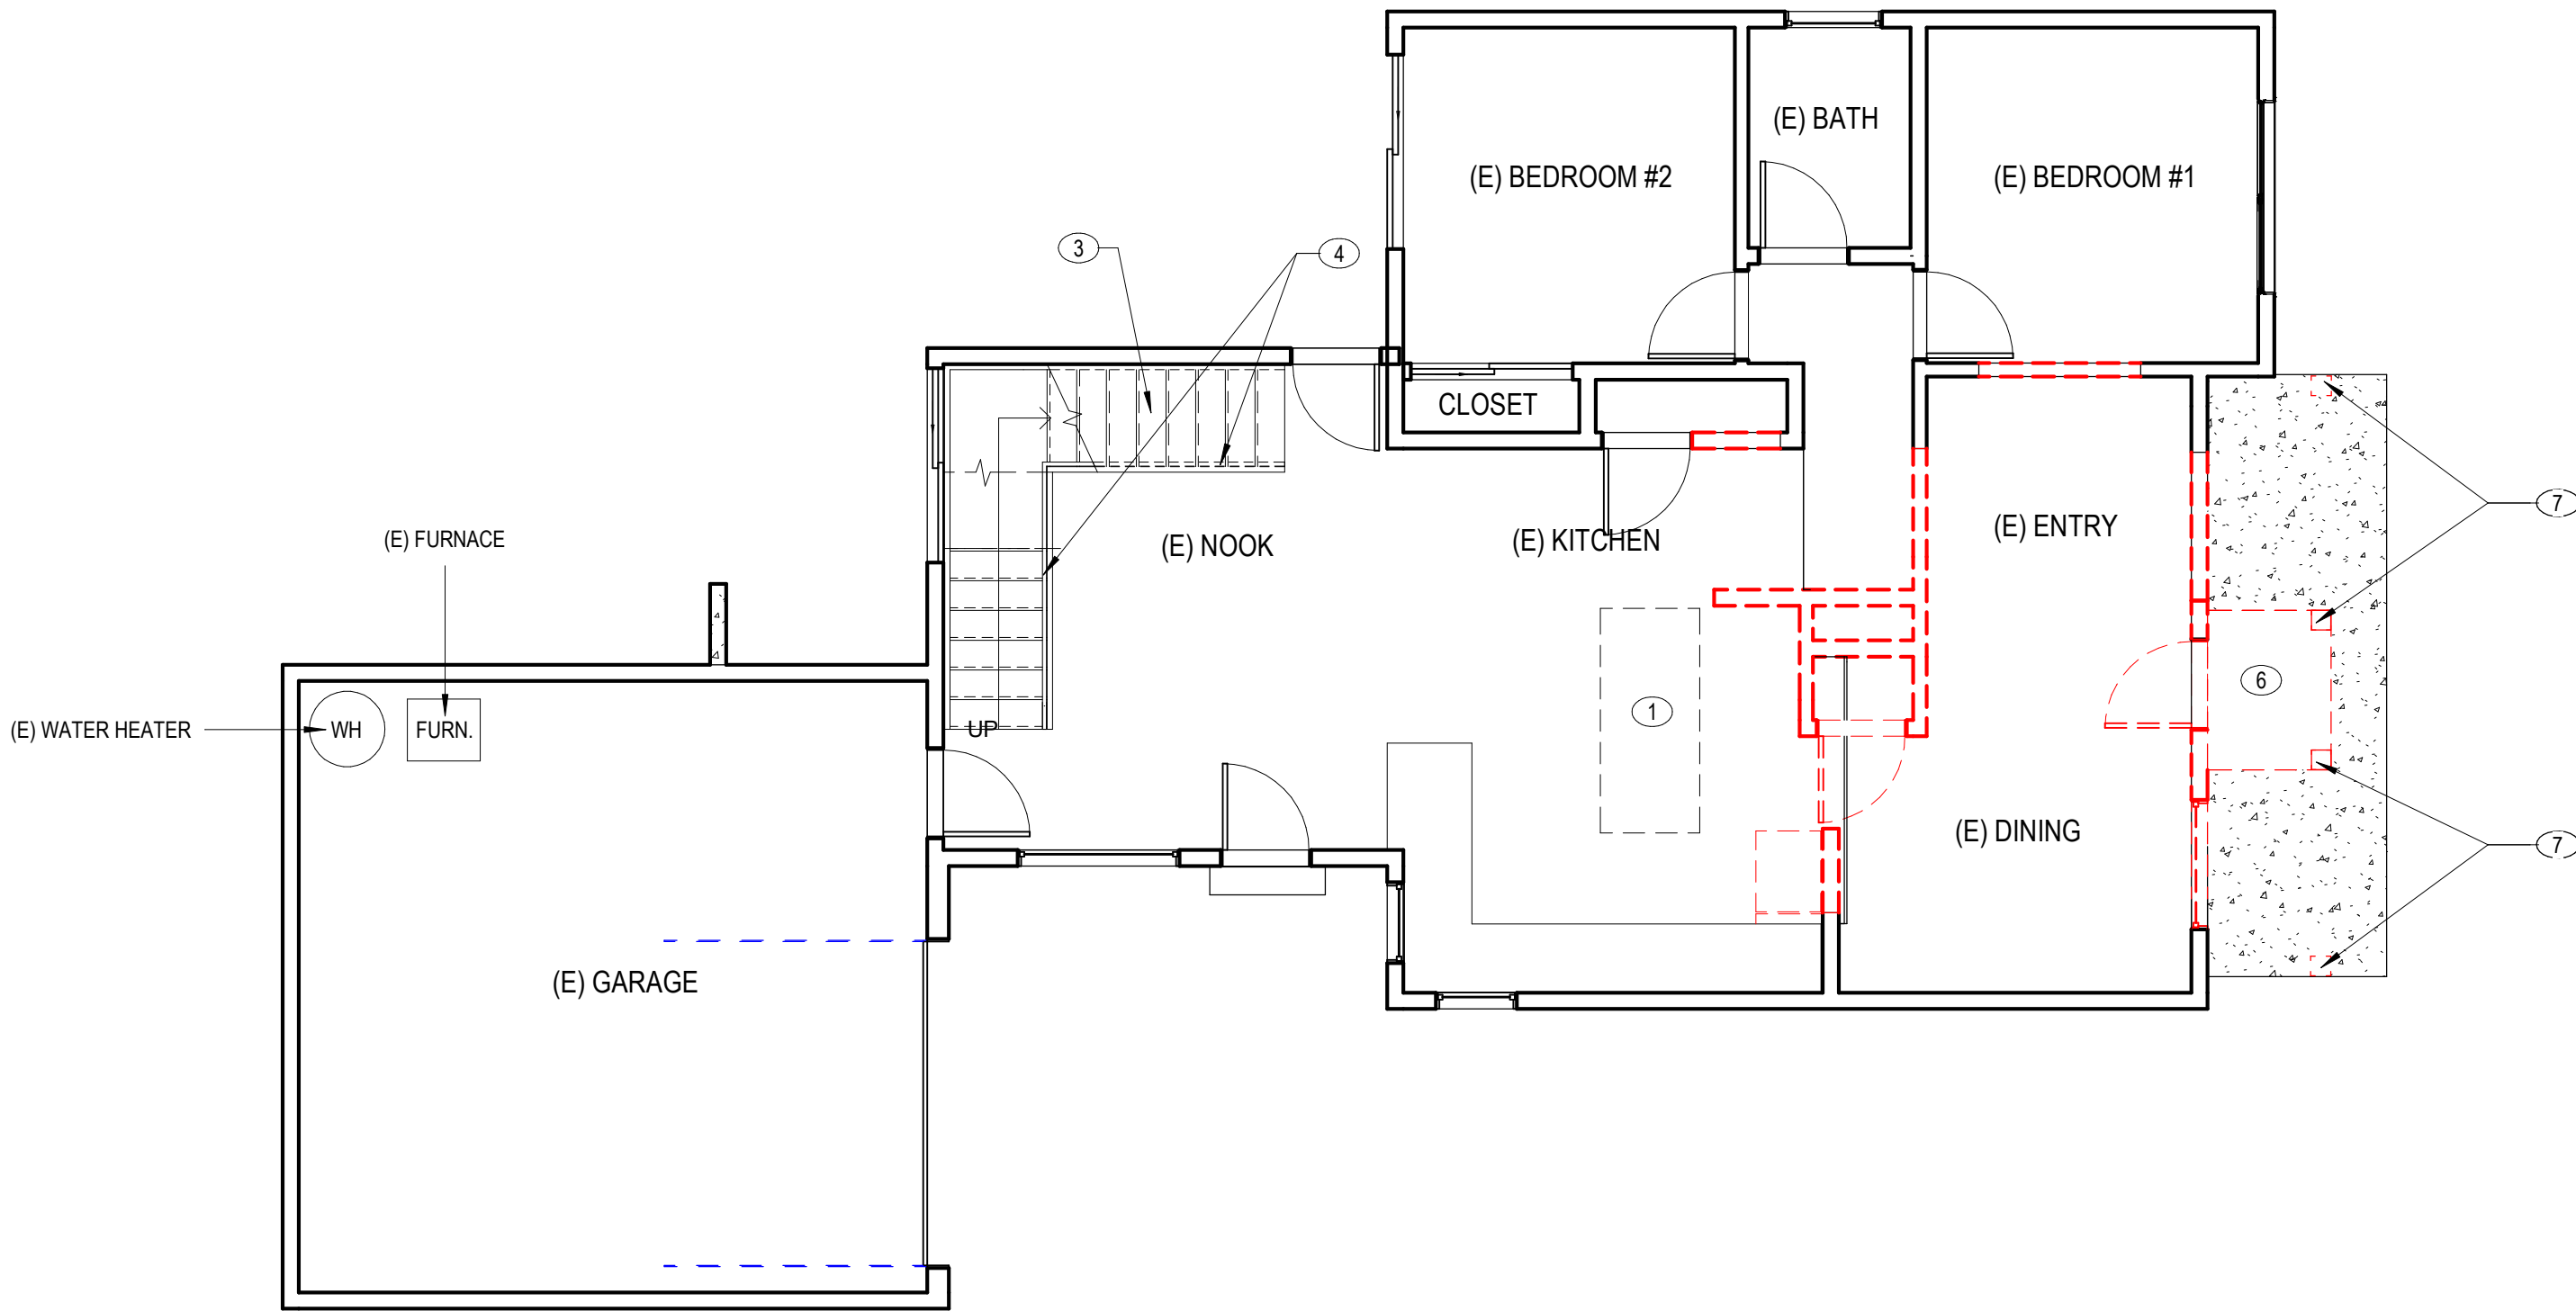 (E) BATH
(E) BEDROOM #2
(E) BEDROOM #1
3
4
CLOSET
7
(E) ENTRY
(E) FURNACE
(E) NOOK
(E) KITCHEN
6
1
(E) WATER HEATER
WH
FURN.
UP
(E) DINING
7
(E) GARAGE